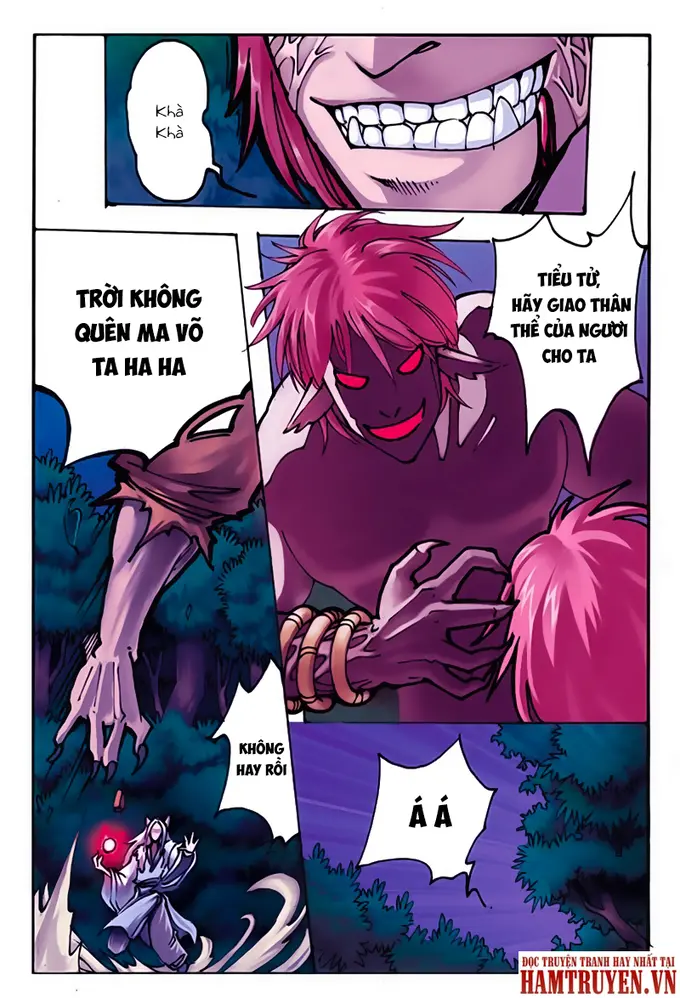 Khà
Khà
TIỂU TỬ,
HÃY GIAO THÂN
THỂ CỦA NGƯƠI
CHO TA
TRỜI KHÔNG
QUÊN MA VÕ
TA HA HA
KHÔNG
HAY RỒI
Á Á
ĐỌC TRUYỆN TRANH HAY NHẤT TẠI
HAMTRUYEN.VN